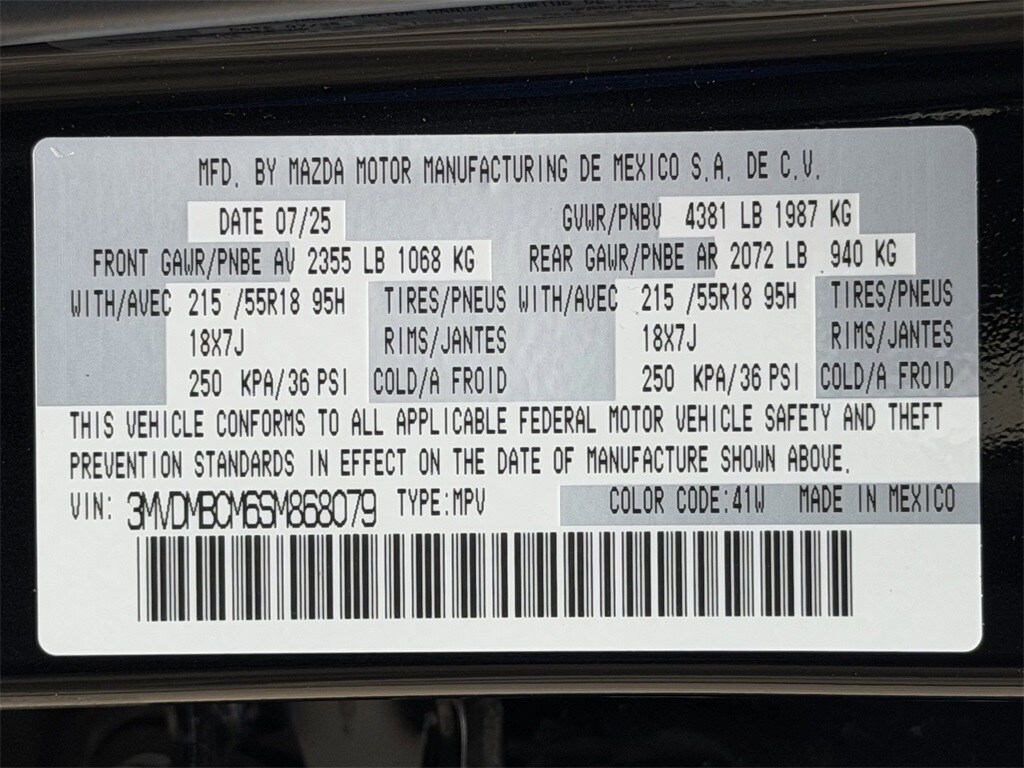 MFD. BY MAZDA MOTOR MANUFACTURING DE MEXICO S.A. DE C.V.
DATE 07/25 GVWR/PNBV 4381 LB 1987 KG
FRONT GAWR/PNBE AV 2355 LB 1068 KG REAR GAWR/PNBE AR 2072 LB 940 KG
WITH/AVEC 215 /55R18 95H TIRES/PNEUS WITH/AVEC 215 /55R18 95H TIRES/PNEUS
18X7J RIMS/JANTES 18X7J RIMS/JANTES
250 KPA/36 PSI COLD/A FROID 250 KPA/36 PSI COLD/A FROID
THIS VEHICLE CONFORMS TO ALL APPLICABLE FEDERAL MOTOR VEHICLE SAFETY AND THEFT
PREVENTION STANDARDS IN EFFECT ON THE DATE OF MANUFACTURE SHOWN ABOVE.
VIN: 3MVDMBCM6SM868079 TYPE:MPV COLOR CODE:41W MADE IN MEXICO